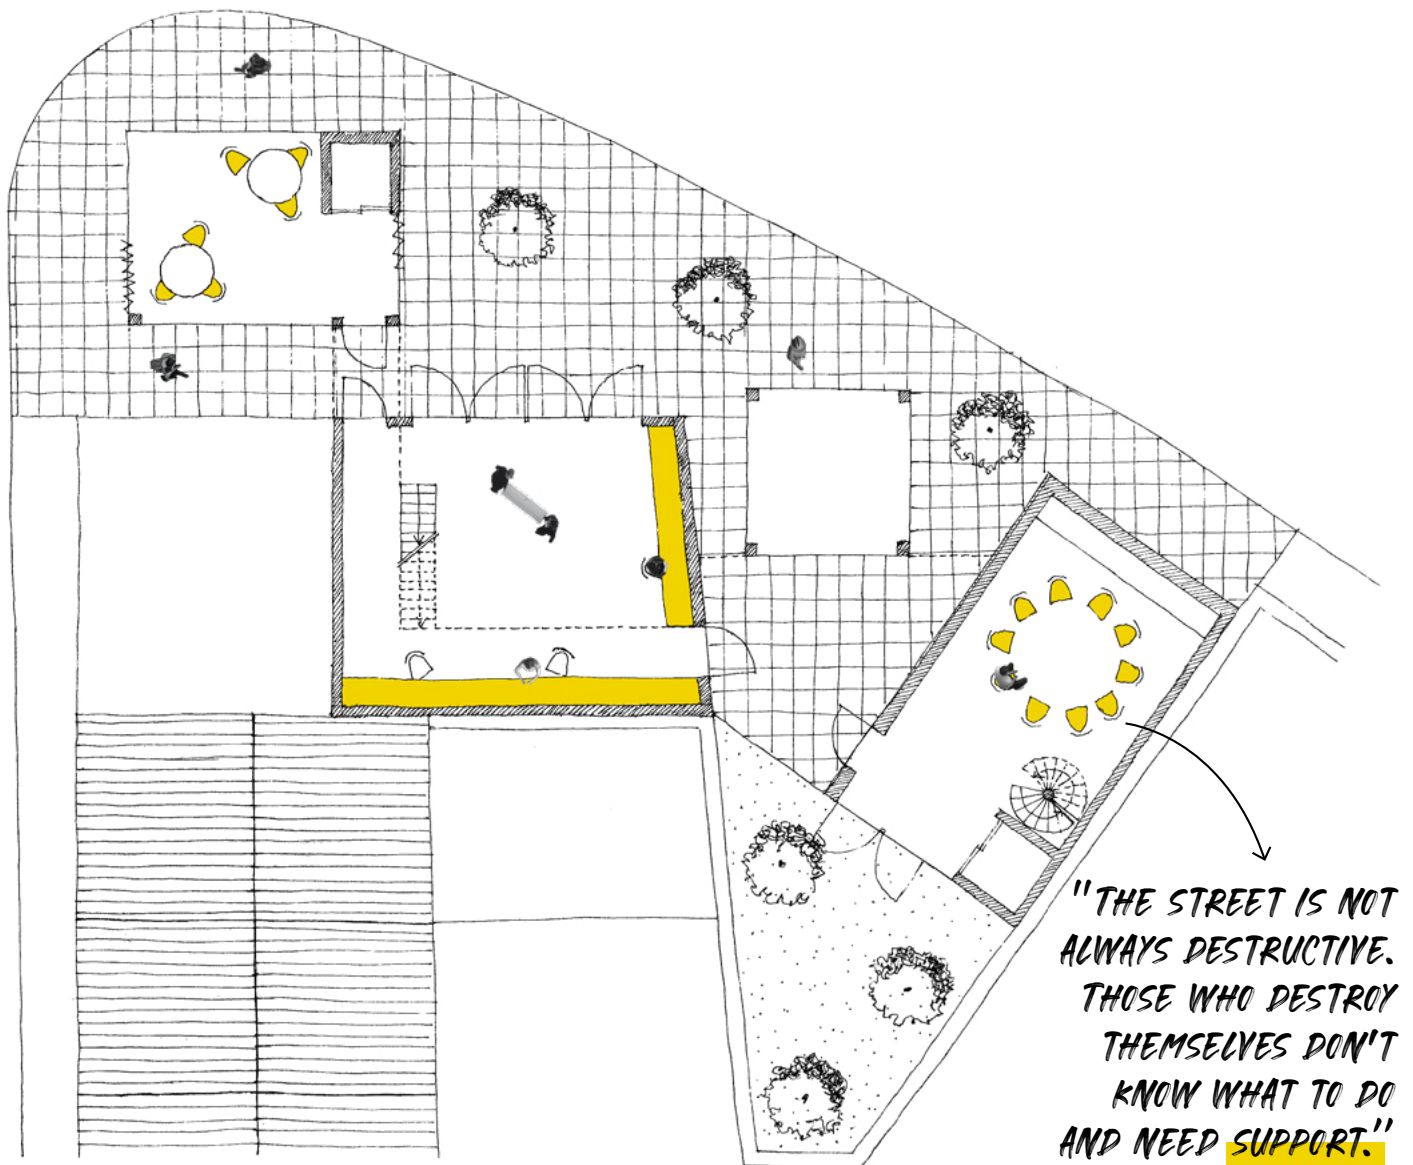 "THE STREET IS NOT
ALWAYS DESTRUCTIVE.
THOSE WHO DESTROY
THEMSELVES DON'T
KNOW WHAT TO DO
AND NEED SUPPORT."